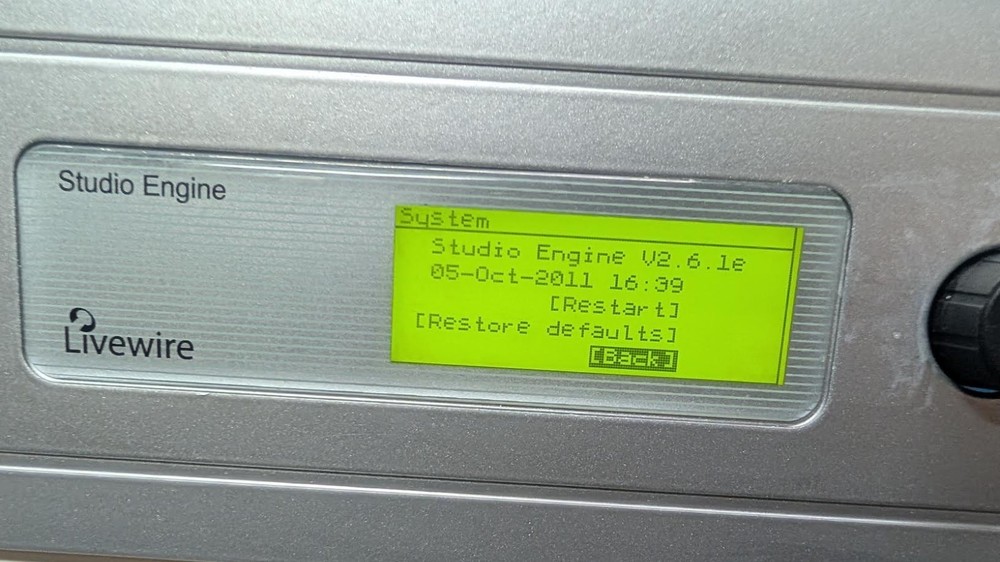 Studio Engine
Livewire
System
Studio Engine V2.6.1e
05-Oct-2011 16:39
[Restart]
[Restore defaults]
[Back]